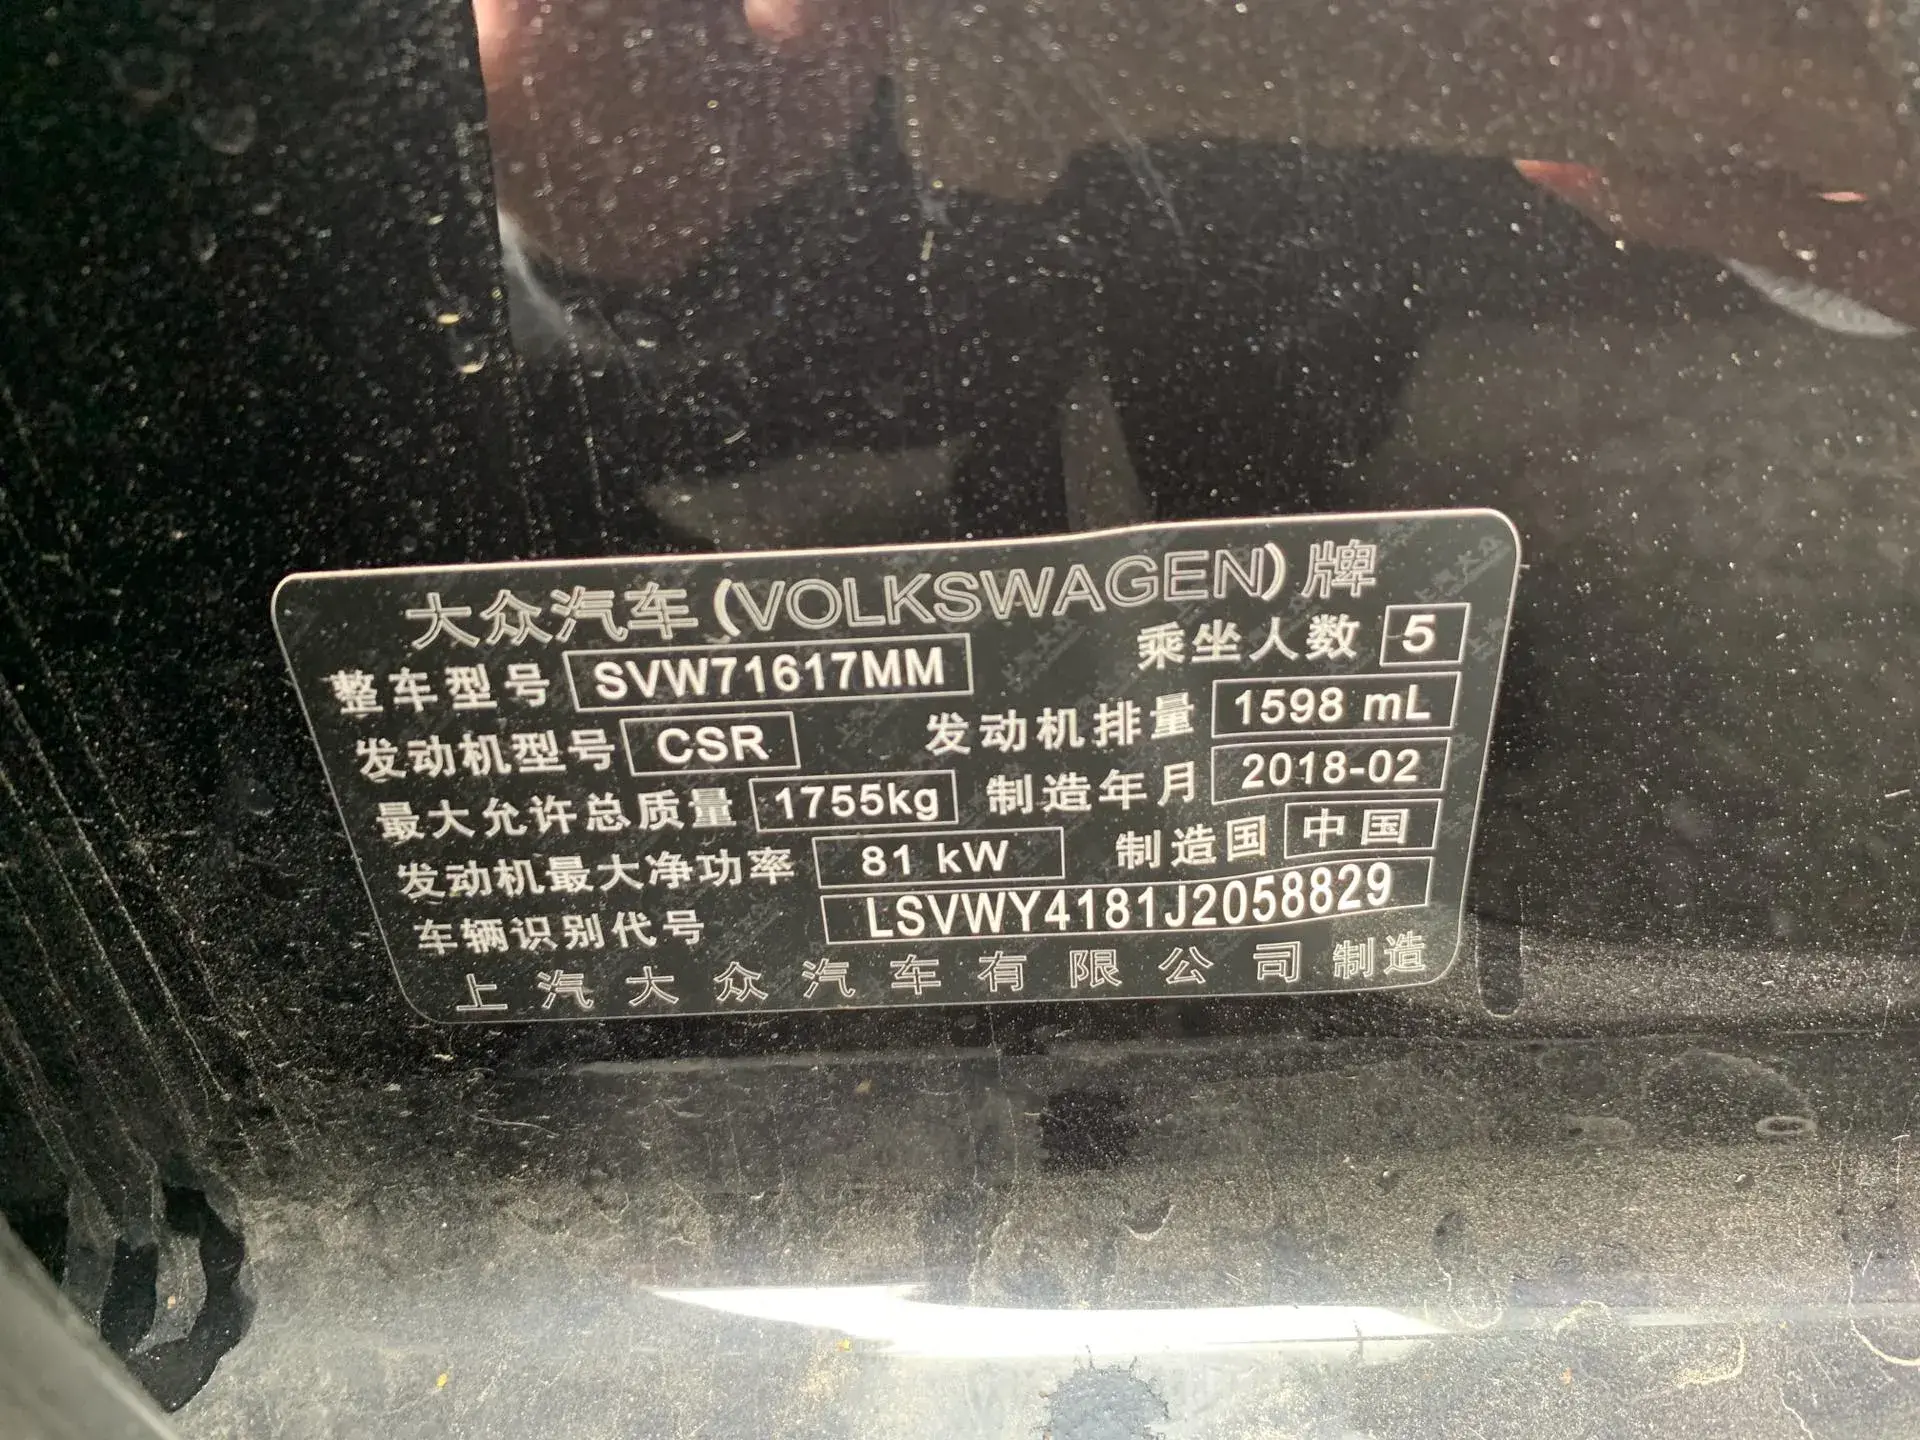 大众汽车(VOLKSWAGEN)牌
整车型号 SVW71617MM 乘坐人数 5
发动机型号 CSR 发动机排量 1598 mL
最大允许总质量 1755kg 制造年月 2018-02
发动机最大净功率 81 kW 制造国 中国
车辆识别代号 LSVWY4181J2058829
上汽大众汽车有限公司制造